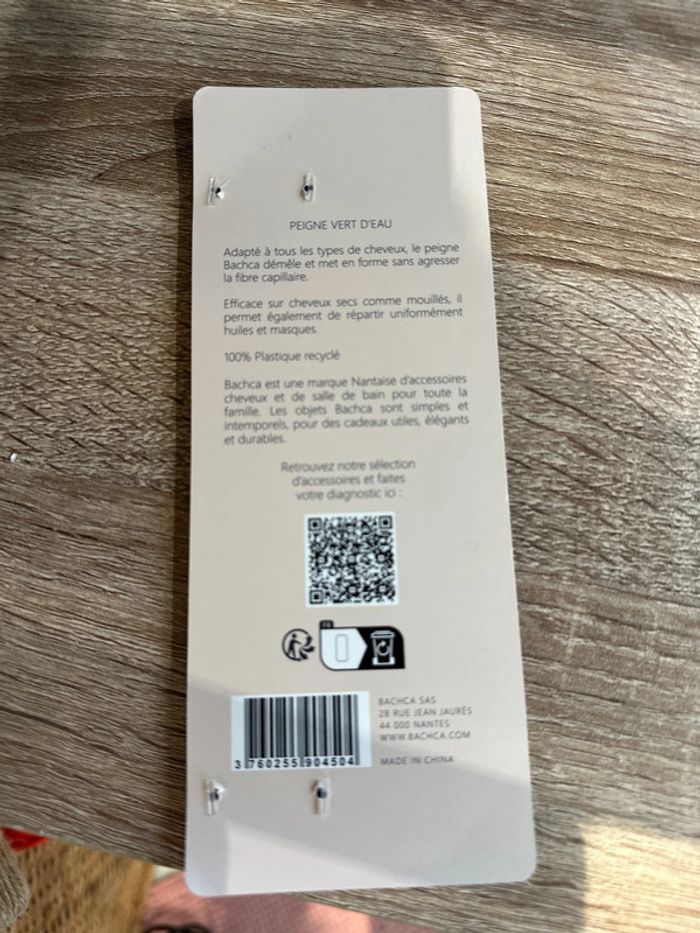 PEIGNE VERT D'EAU
Adapté à tous les types de cheveux, le peigne
Bachca démêle et met en forme sans agresser
la fibre capillaire.
Efficace sur cheveux secs comme mouillés, il
permet également de répartir uniformément
huiles et masques.
100% Plastique recyclé
Bachca est une marque Nantaise d'accessoires
cheveux et de salle de bain pour toute la
famille. Les objets Bachca sont simples et
intemporels, pour des cadeaux utiles, élégants
et durables.
Retrouvez notre sélection
d'accessoires et faites
votre diagnostic ici :
FR
BACHCA SAS
28 RUE JEAN JAURÈS
44 000 NANTES
WWW.BACHCA.COM
MADE IN CHINA
3 760255 904504